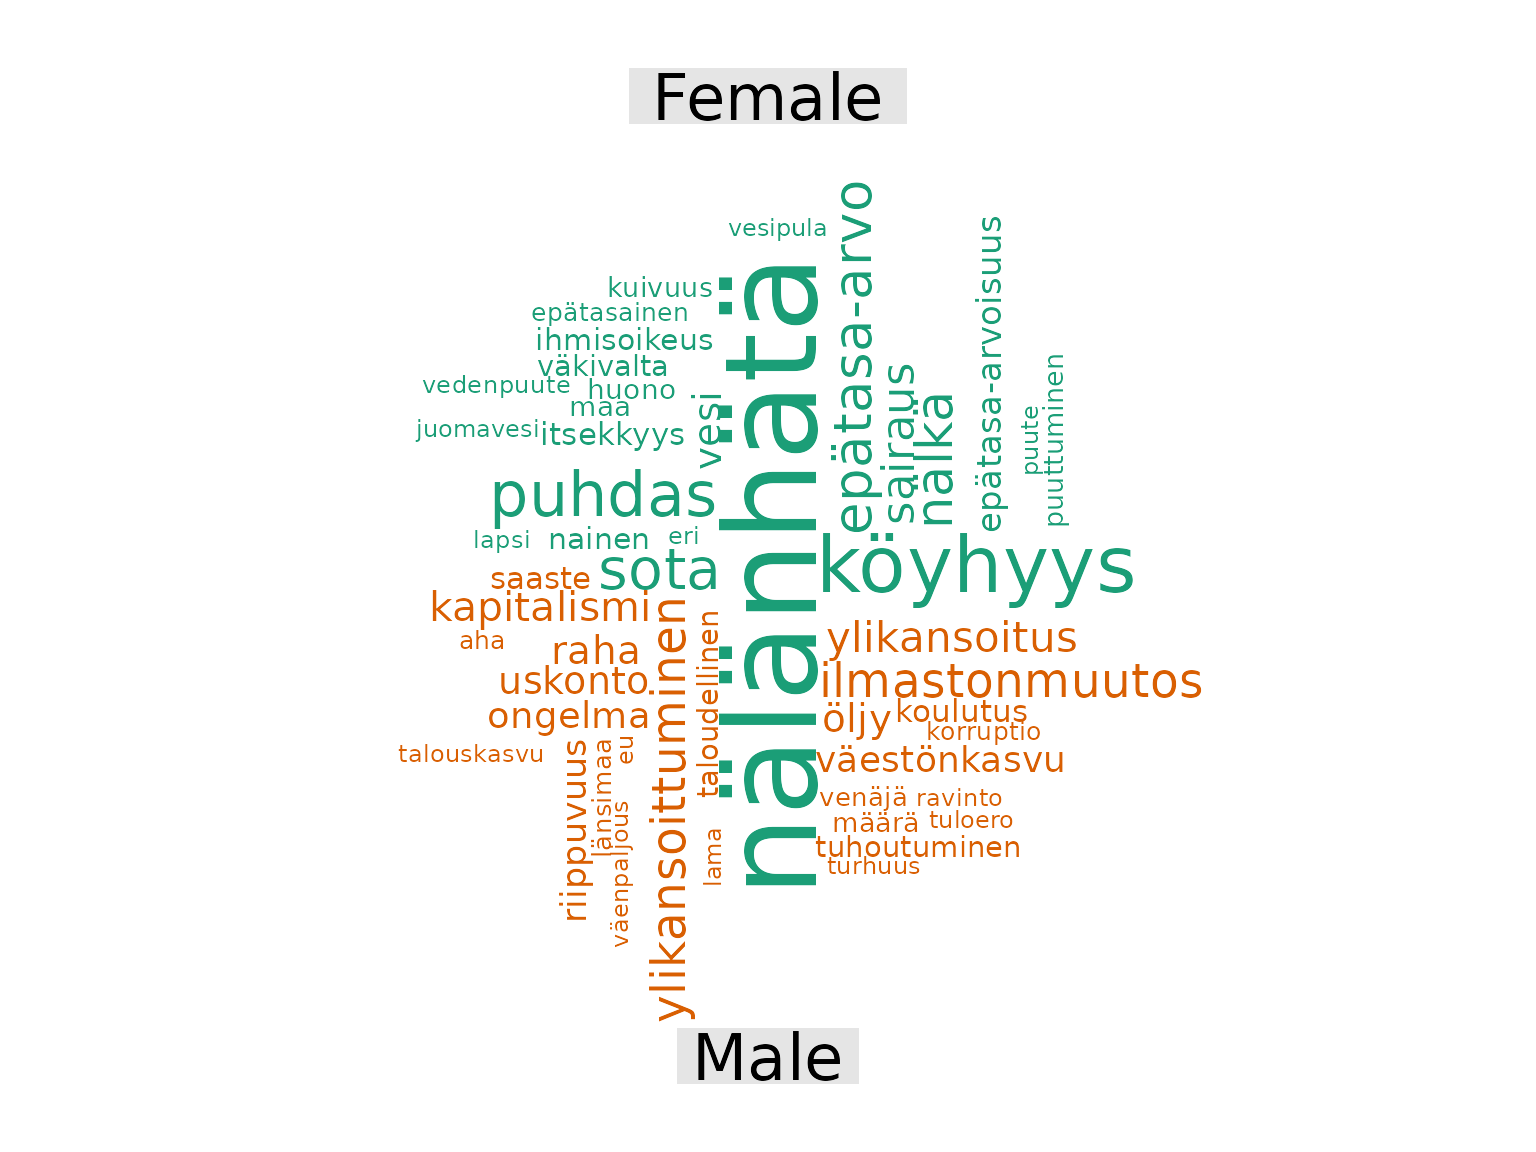 Female
vesipula
kuivuus
epätasainen
ihmisoikeus
väkivalta
vedenpuute
huono
maa
juomavesi
itsekkyys
vesi
puhdas
lapsi
nainen
eri
sota
nälänhätä
epätasa-arvo
sairaus
nälkä
epätasa-arvoisuus
puute
puuttuminen
köyhyys
saaste
kapitalismi
aha
raha
uskonto
ongelma
talouskasvu
riippuvuus
länsimaa
eu
väenpaljous
ylikansoittuminen
taloudellinen
lama
ylikansoitus
ilmastonmuutos
öljy
koulutus
korruptio
väestönkasvu
venäjä
ravinto
määrä
tuloero
tuhoutuminen
turhuus
Male